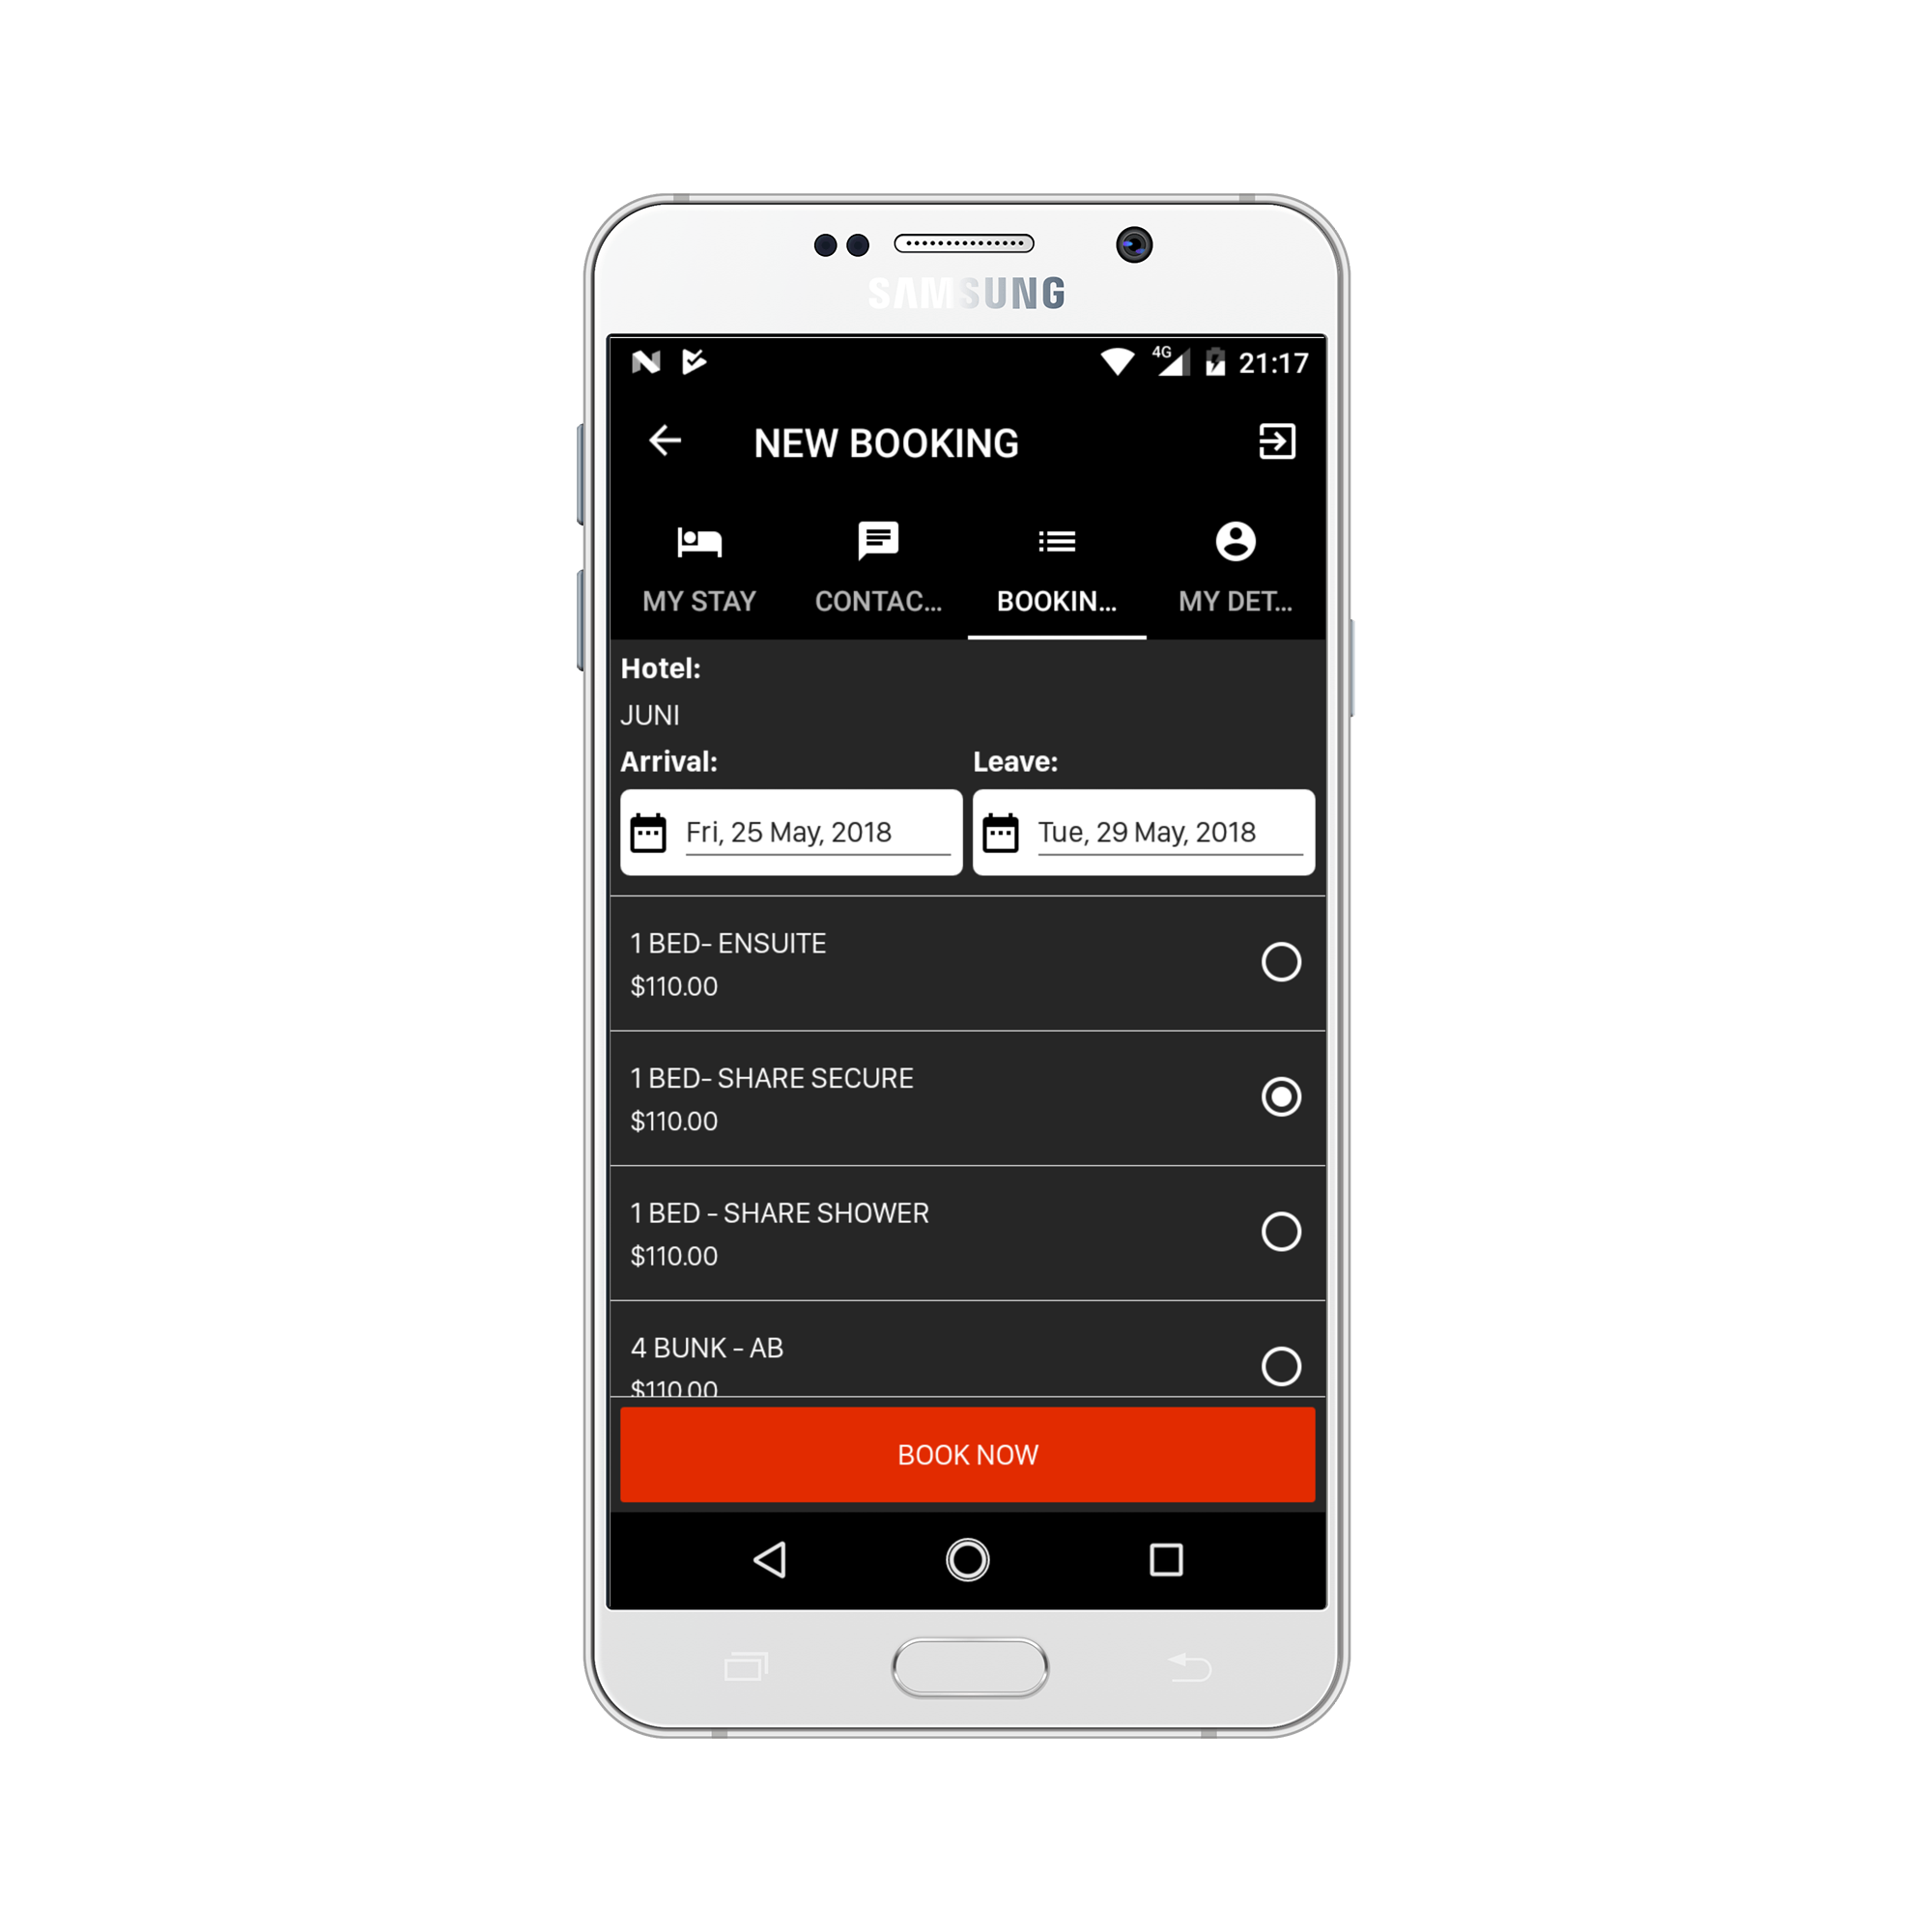 SAMSUNG
4G 21:17
NEW BOOKING
MY STAY CONTAC... BOOKIN... MY DET...
Hotel:
JUNI
Arrival: Leave:
Fri, 25 May, 2018 Tue, 29 May, 2018
1 BED- ENSUITE
$110.00
1 BED- SHARE SECURE
$110.00
1 BED - SHARE SHOWER
$110.00
4 BUNK - AB
$110.00
BOOK NOW